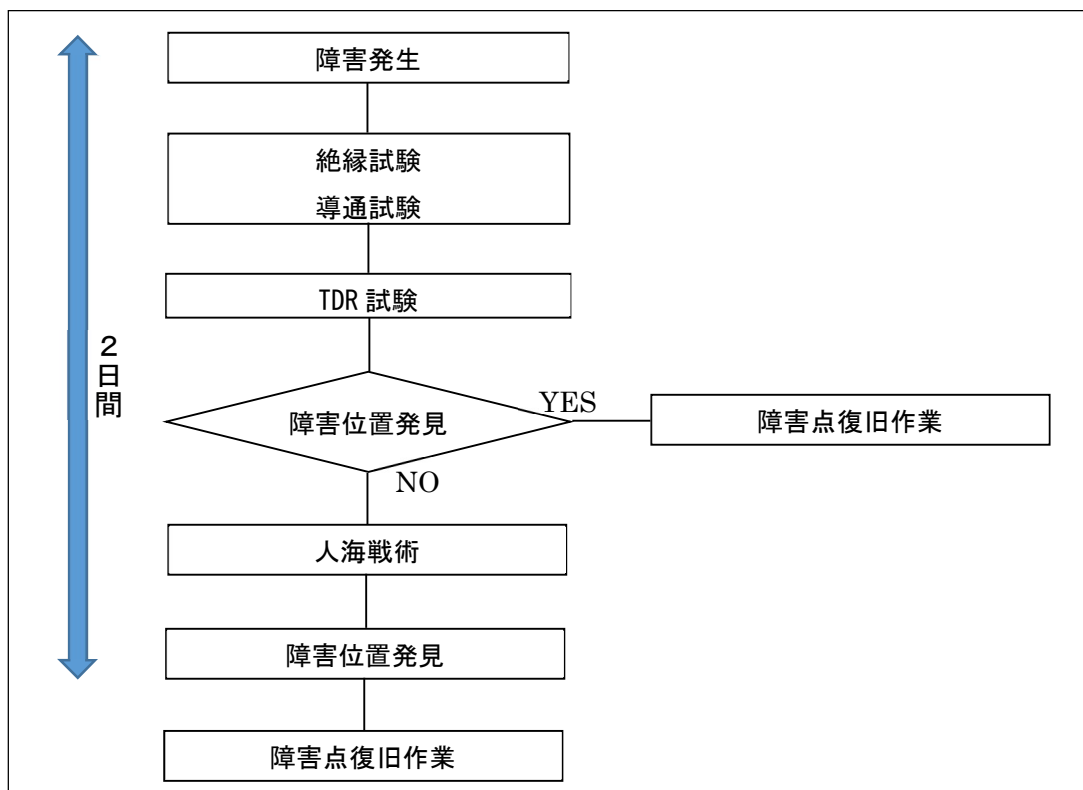 障害発生
絶縁試験
導通試験
TDR 試験
2日間
障害位置発見
YES
障害点復旧作業
NO
人海戦術
障害位置発見
障害点復旧作業